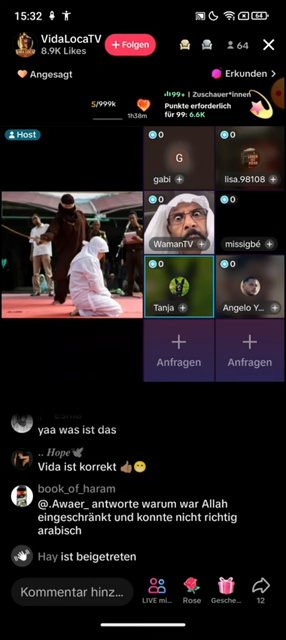 15:32
64
VidaLocaTV
8.9K Likes
+ Folgen
64
Angesagt
Erkunden >
5/999k
1h38m
99+ | Zuschauer*innen
Punkte erforderlich
für 99: 6.6K
Host
0
0
G
gabi
lisa.98108
0
0
WamanTV
missigbé
0
0
Tanja
Angelo Y...
Anfragen
Anfragen
yaa was ist das
.. Hope
Vida ist korrekt
book_of_haram
@.Awaer_ antworte warum war Allah
eingeschränkt und konnte nicht richtig
arabisch
Hay ist beigetreten
Kommentar hinz...
LIVE mi...
Rose
Gesche...
12